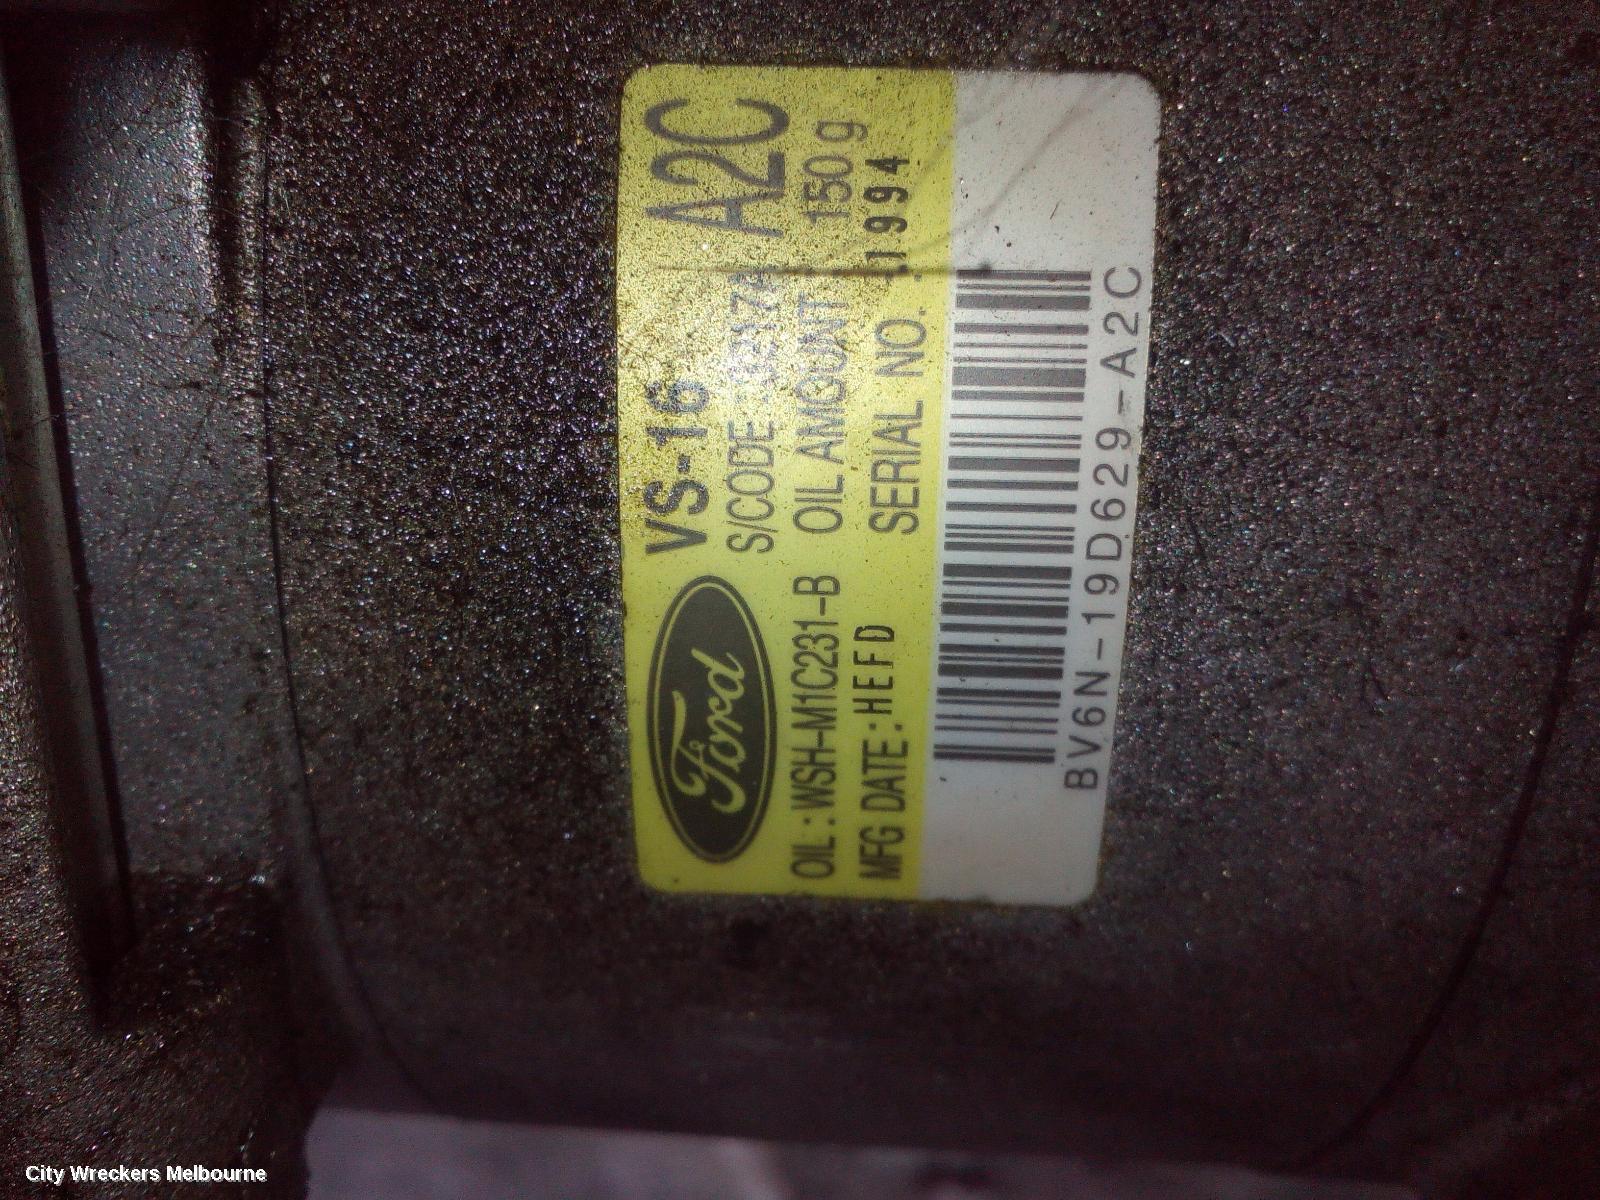 Ford
VS-16 A2C
S/CODE
OIL : WSH-M1C231-B OIL AMOUNT 150 g
MFG DATE : HEFD SERIAL NO. 1994
BV6N-19D629-A2C
City Wreckers Melbourne